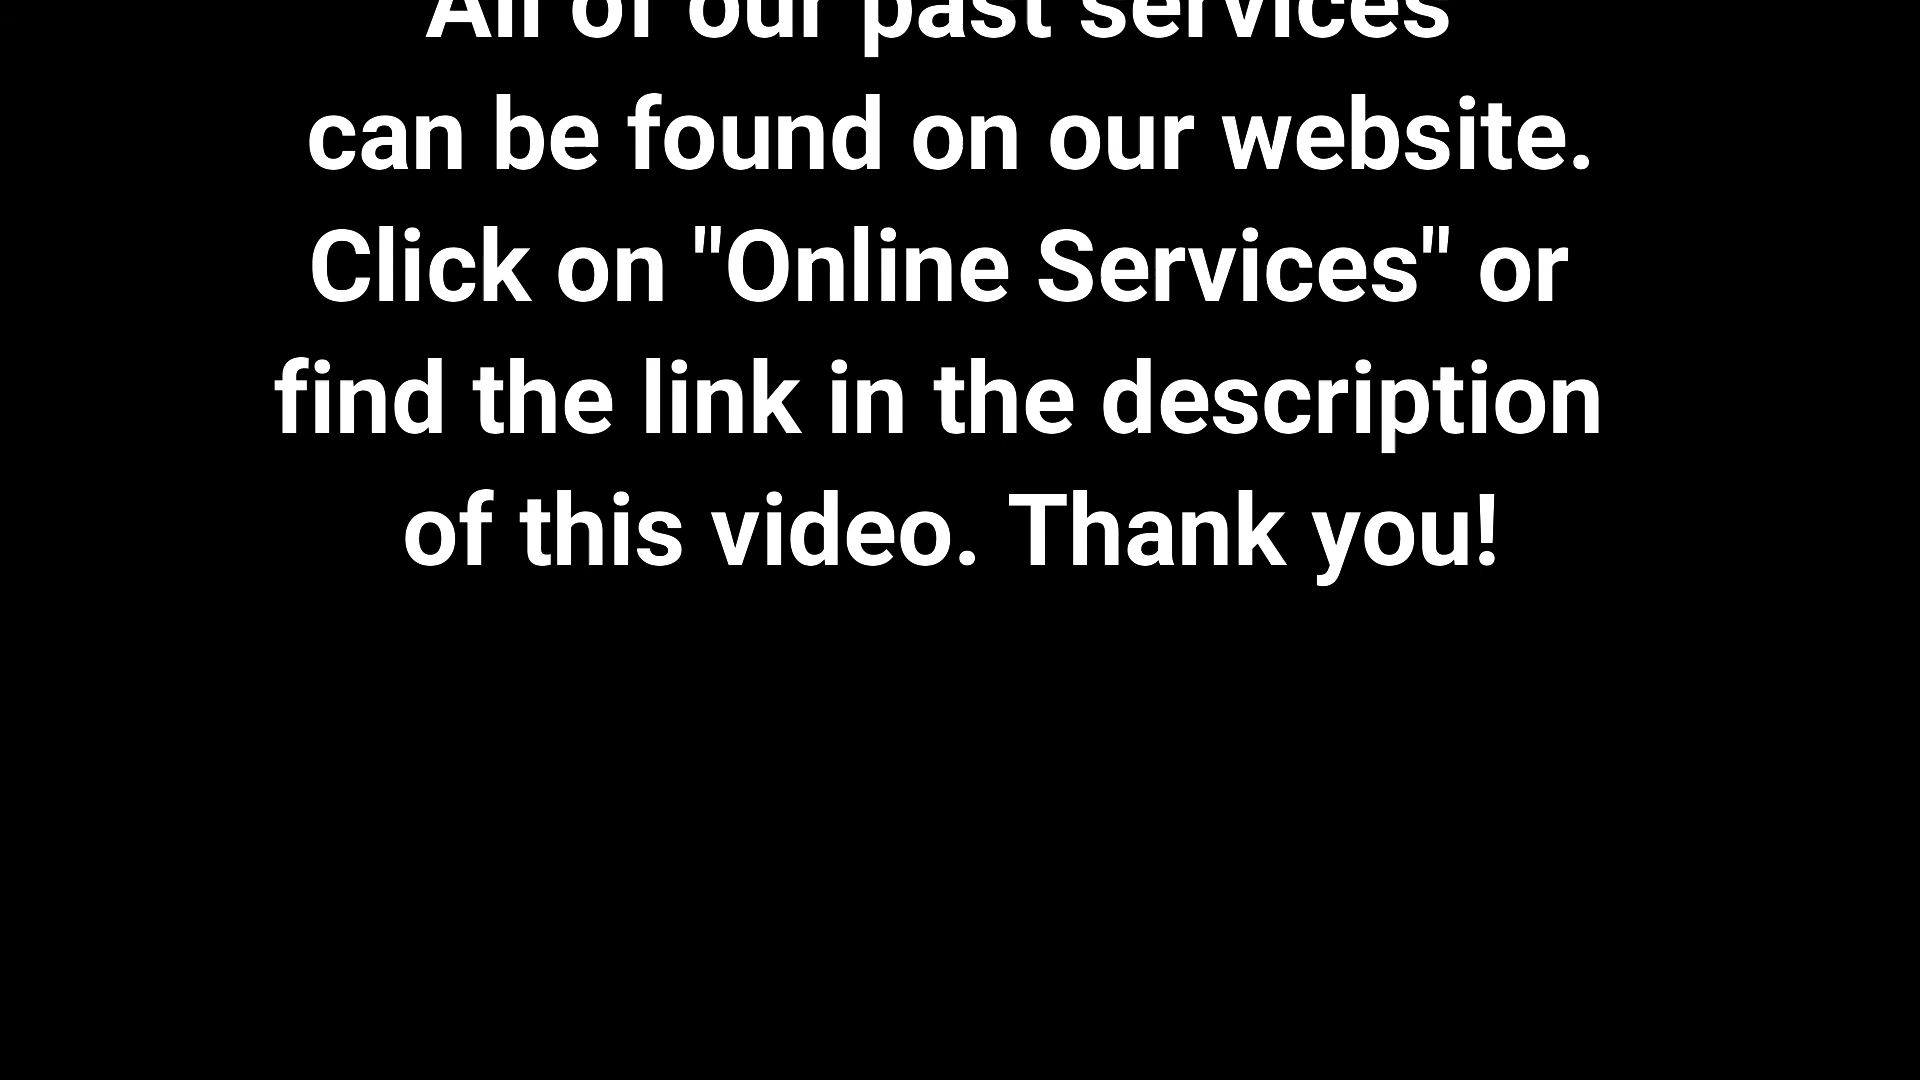 All of our past services
can be found on our website.
Click on "Online Services" or
find the link in the description
of this video. Thank you!